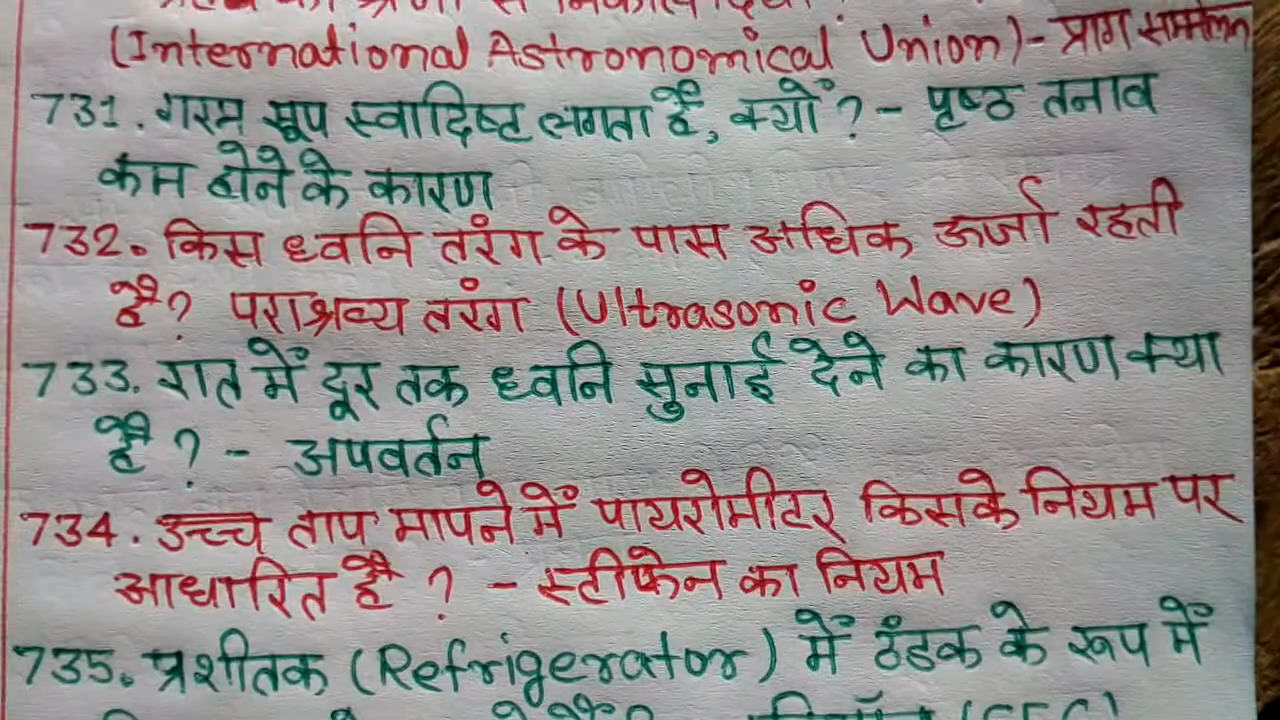 (International Astronomical Union) - प्राग सम्मेलन
731. गरम सूप स्वादिष्ट लगता है, क्यों ? - पृष्ठ तनाव
कम होने के कारण
732. किस ध्वनि तरंग के पास अधिक ऊर्जा रहती
है ? पराश्रव्य तरंग (Ultrasonic Wave)
733. रात में दूर तक ध्वनि सुनाई देने का कारण क्या
है ? - अपवर्तन
734. उच्च ताप मापने में पायरोमीटर किसके नियम पर
आधारित है ? - स्टीफेन का नियम
735. प्रशीतक (Refrigerator) में ठंडक के रूप में